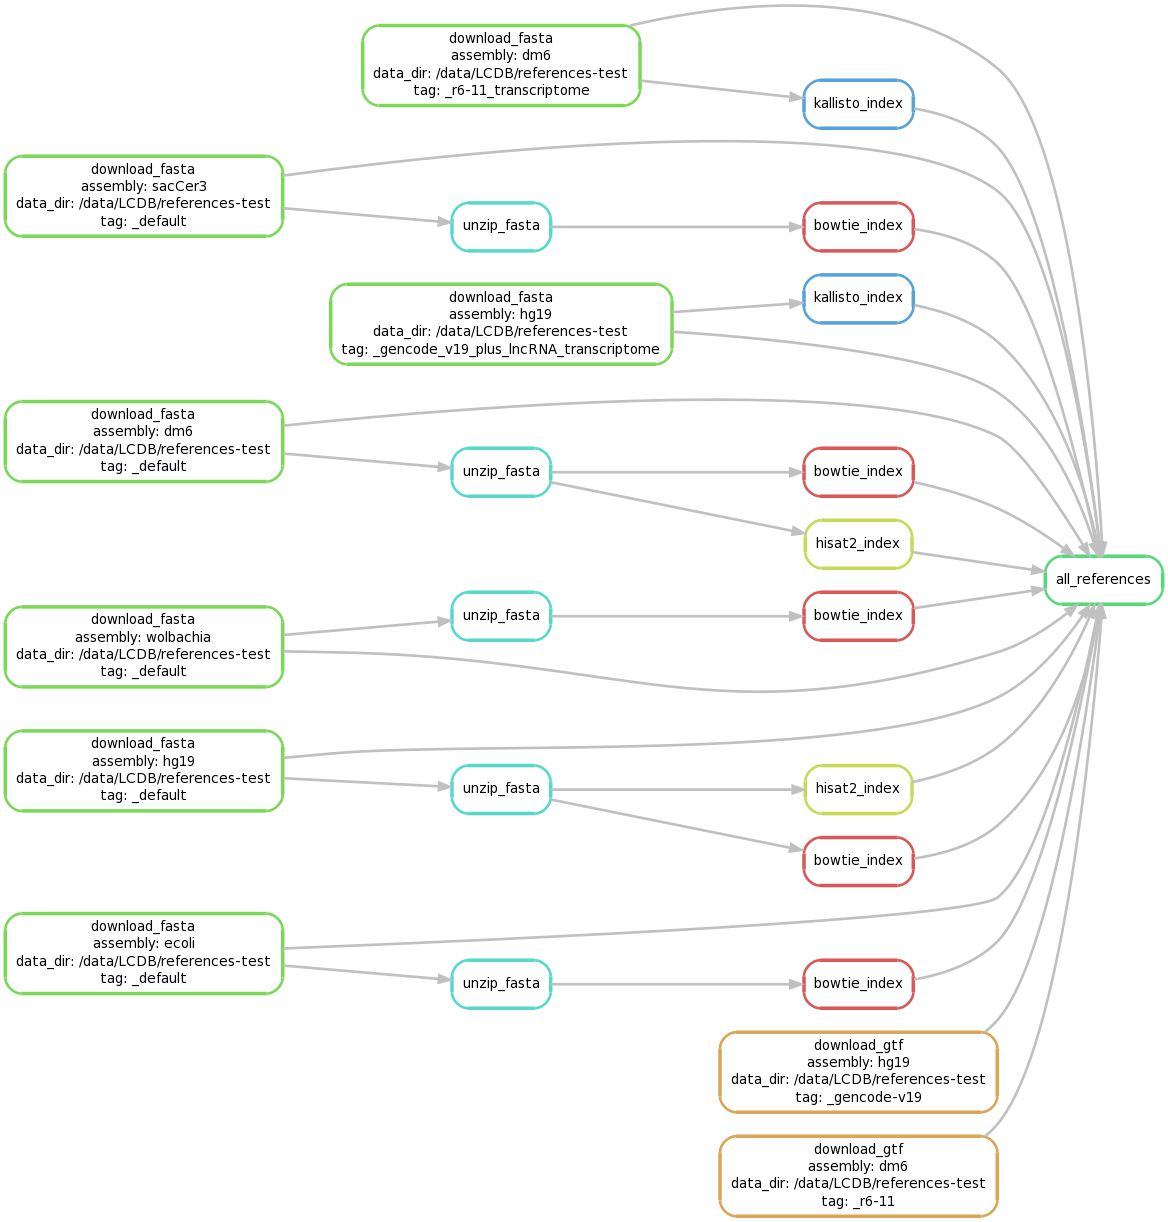 download_fasta
assembly: dm6
data_dir: /data/LCDB/references-test
tag: _r6-11_transcriptome
kallisto_index
download_fasta
assembly: sacCer3
data_dir: /data/LCDB/references-test
tag: _default
unzip_fasta
bowtie_index
download_fasta
assembly: hg19
data_dir: /data/LCDB/references-test
tag: _gencode_v19_plus_lncRNA_transcriptome
kallisto_index
download_fasta
assembly: dm6
data_dir: /data/LCDB/references-test
tag: _default
unzip_fasta
bowtie_index
hisat2_index
all_references
download_fasta
assembly: wolbachia
data_dir: /data/LCDB/references-test
tag: _default
unzip_fasta
bowtie_index
download_fasta
assembly: hg19
data_dir: /data/LCDB/references-test
tag: _default
unzip_fasta
hisat2_index
bowtie_index
download_fasta
assembly: ecoli
data_dir: /data/LCDB/references-test
tag: _default
unzip_fasta
bowtie_index
download_gtf
assembly: hg19
data_dir: /data/LCDB/references-test
tag: _gencode-v19
download_gtf
assembly: dm6
data_dir: /data/LCDB/references-test
tag: _r6-11